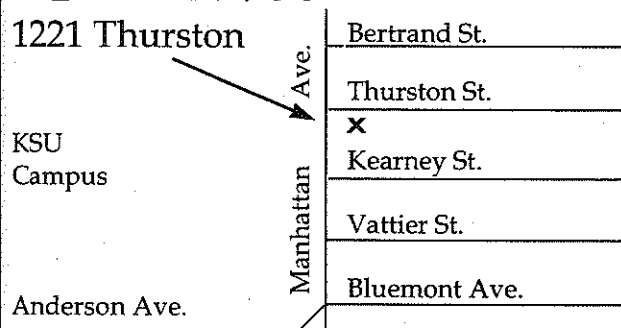 1221 Thurston
Bertrand St.
Manhattan Ave.
Thurston St.
x
KSU
Campus
Kearney St.
Vattier St.
Bluemont Ave.
Anderson Ave.